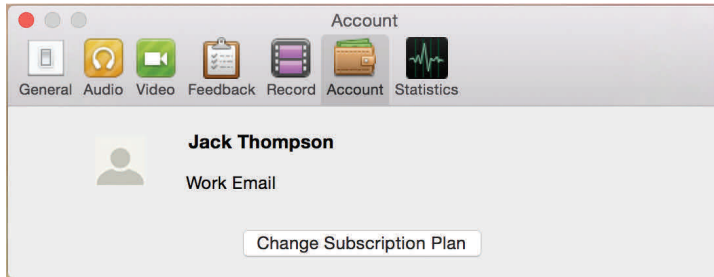 Account
General Audio Video Feedback Record Account Statistics
Jack Thompson
Work Email
Change Subscription Plan